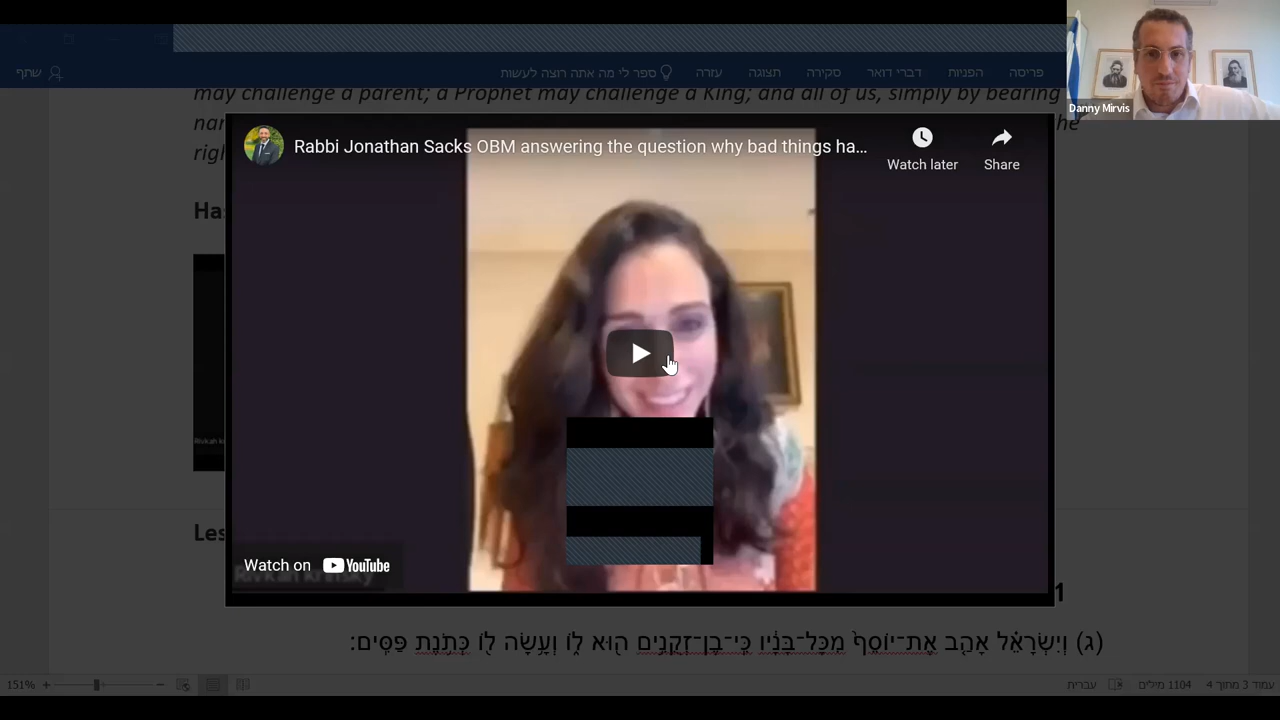 שתף
ספר לי מה אתה רוצה לעשות
עזרה
תצוגה
סקירה
דברי דואר
הפניות
פריסה
Danny Mirvis
may challenge a parent; a Prophet may challenge a King; and all of us, simply by bearing
Rabbi Jonathan Sacks OBM answering the question why bad things ha...
Watch later
Share
Watch on YouTube
Rivkah krinsky
1
(ג) וְיִשְׂרָאֵ֗ל אָהַ֤ב אֶת־יוֹסֵף֙ מִכׇּל־בָּנָ֔יו כִּֽי־בֶן־זְקֻנִ֥ים ה֖וּא ל֑וֹ וְעָ֥שָׂה ל֖וֹ כְּתֹ֥נֶת פַּסִּֽים׃
151%
עברית
1104 מילים
עמוד 3 מתוך 4